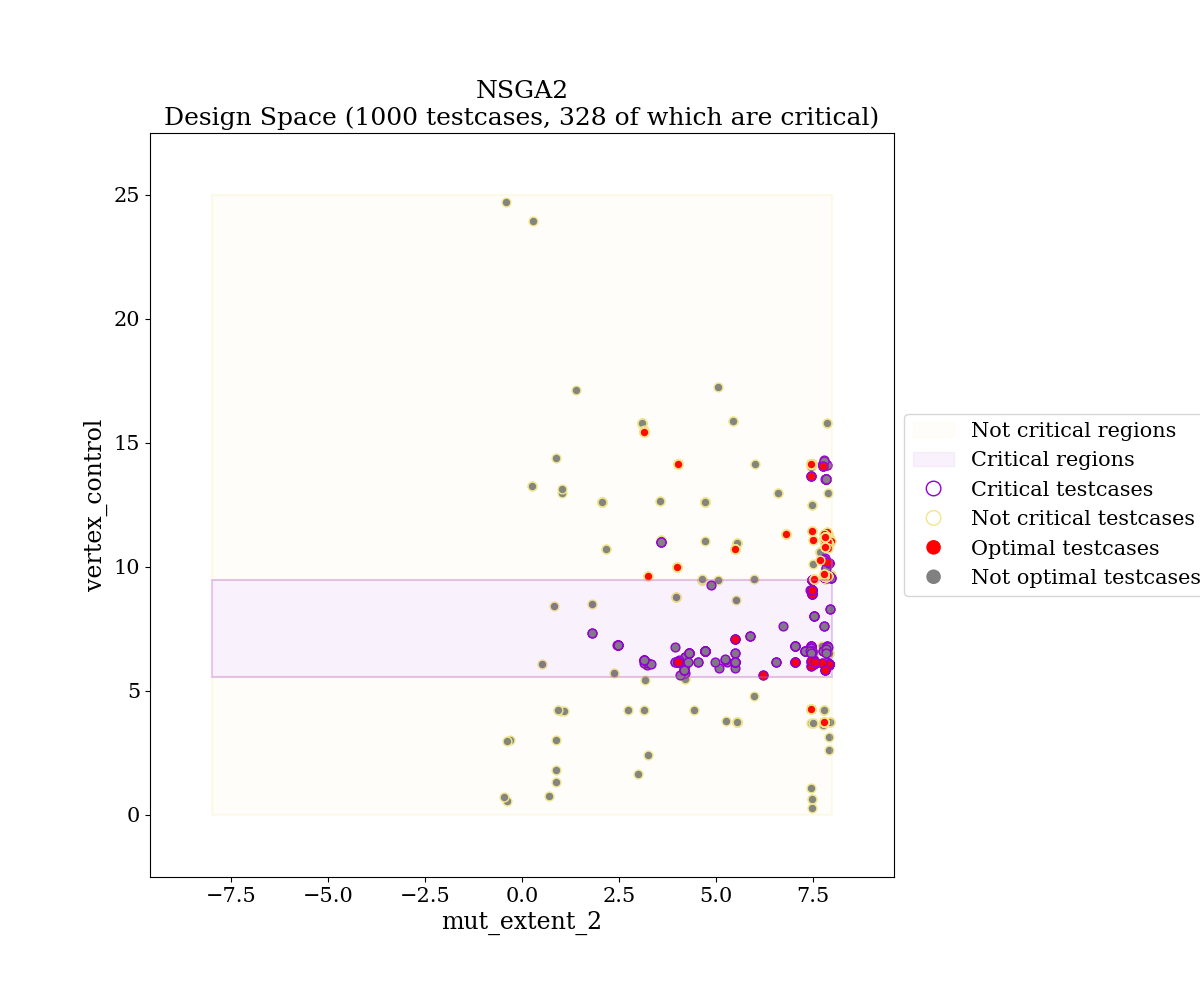 NSGA2
Design Space (1000 testcases, 328 of which are critical)
25
20
15
10
5
0
vertex_control
−7.5
−5.0
−2.5
0.0
2.5
5.0
7.5
mut_extent_2
Not critical regions
Critical regions
Critical testcases
Not critical testcases
Optimal testcases
Not optimal testcases